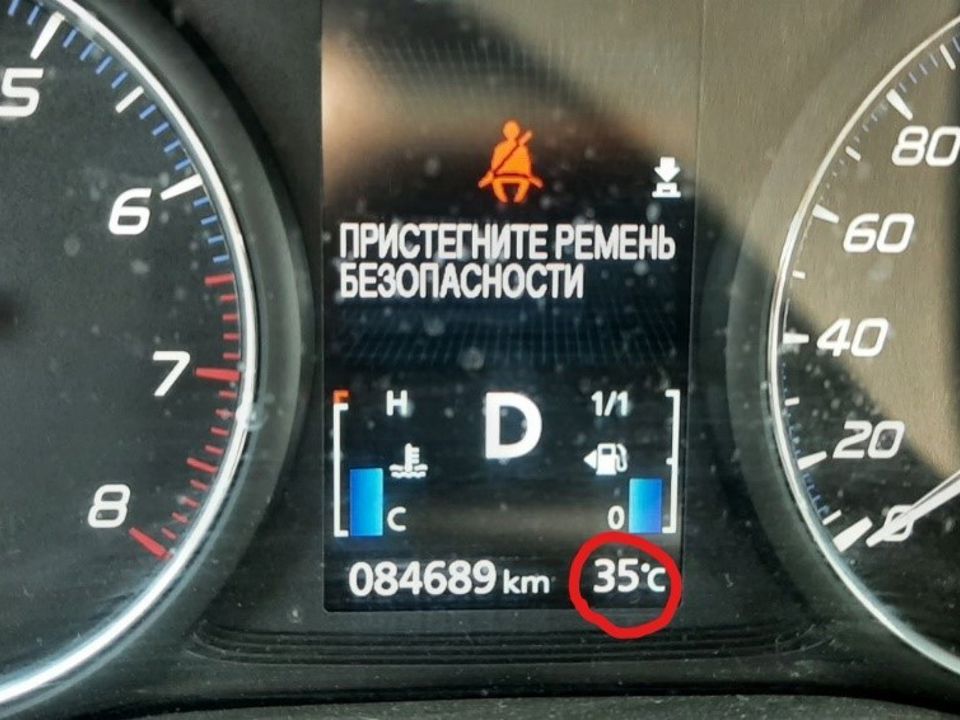 5
6
7
8
ПРИСТЕГНИТЕ РЕМЕНЬ
БЕЗОПАСНОСТИ
H D 1/1
C 0
084689 km 35°C
80
60
40
20
0